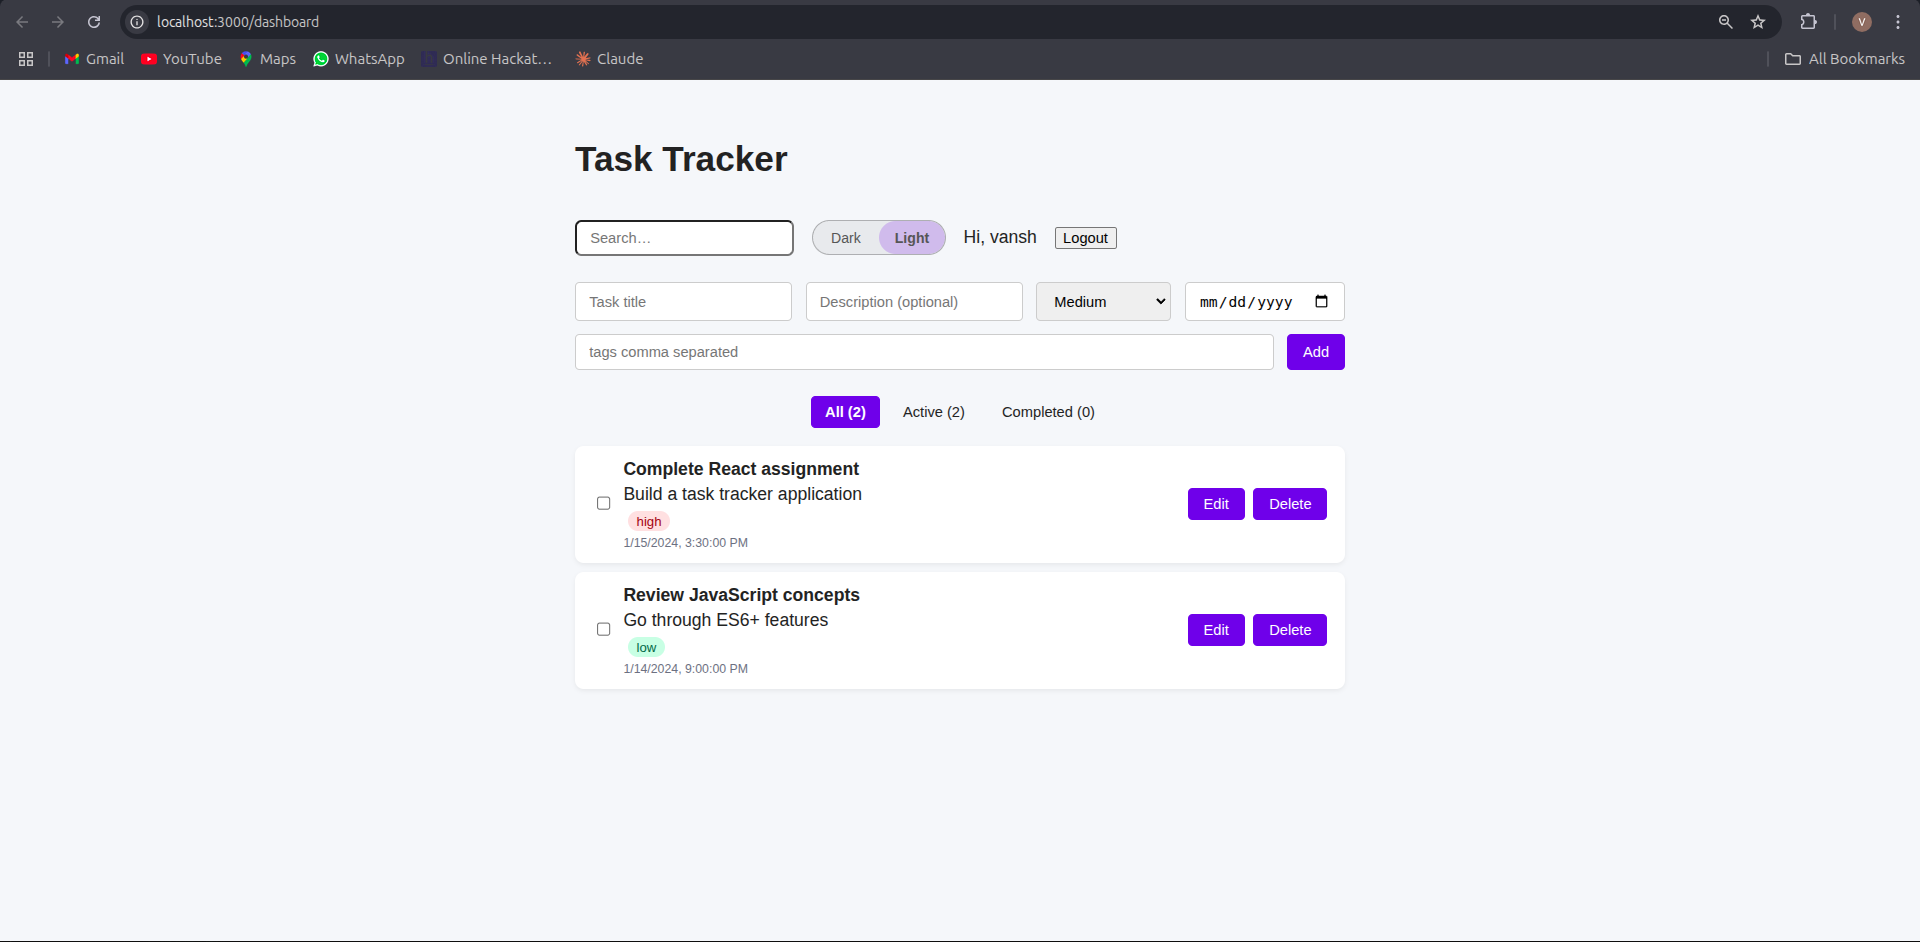 localhost:3000/dashboard
V
Gmail YouTube Maps WhatsApp Online Hackat... Claude All Bookmarks
Task Tracker
Search... Dark Light Hi, vansh Logout
Task title Description (optional) Medium mm/dd/yyyy
tags comma separated Add
All (2) Active (2) Completed (0)
Complete React assignment
Build a task tracker application
Edit Delete
high
1/15/2024, 3:30:00 PM
Review JavaScript concepts
Go through ES6+ features
Edit Delete
low
1/14/2024, 9:00:00 PM